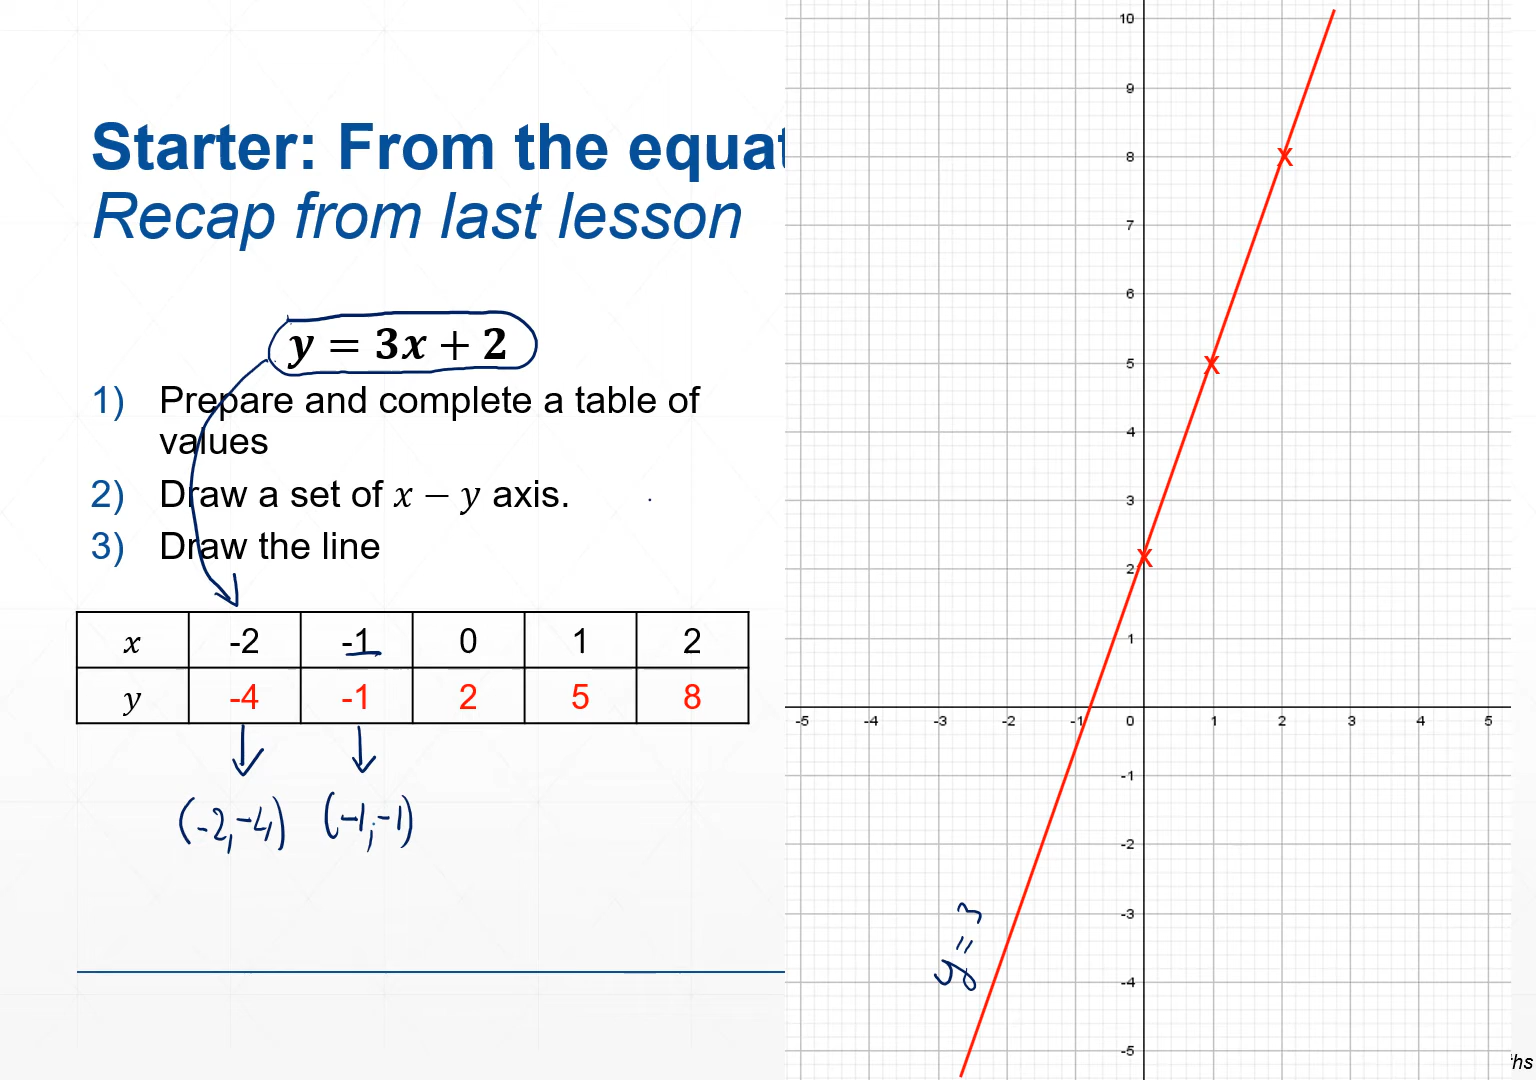 Starter: From the equat
Recap from last lesson
y = 3x + 2
1) Prepare and complete a table of
values
2) Draw a set of x − y axis.
3) Draw the line
x -2 -1 0 1 2
y -4 -1 2 5 8
(-2,-4) (-1,-1)
10
9
8
7
6
5
4
3
2
1
-5 -4 -3 -2 -1 0 1 2 3 4 5
-1
-2
-3
-4
-5
y = 3
ths